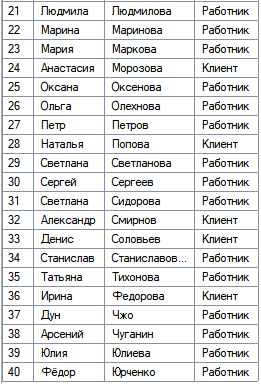 21 Людмила Людмилова Работник
22 Марина Маринова Работник
23 Мария Маркова Работник
24 Анастасия Морозова Клиент
25 Оксана Оксенова Работник
26 Ольга Олехнова Работник
27 Петр Петров Работник
28 Наталья Попова Клиент
29 Светлана Светланова Работник
30 Сергей Сергеев Работник
31 Светлана Сидорова Работник
32 Александр Смирнов Клиент
33 Денис Соловьев Клиент
34 Станислав Станиславов... Работник
35 Татьяна Тихонова Работник
36 Ирина Федорова Клиент
37 Дун Чжо Работник
38 Арсений Чуганин Работник
39 Юлия Юлиева Работник
40 Фёдор Юрченко Работник